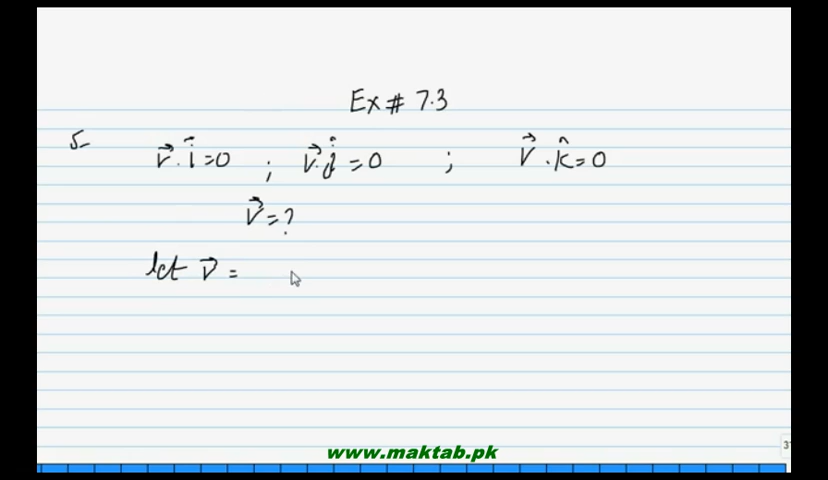 Ex # 7.3
5- v⃗ . î = 0 ; v⃗ . ĵ = 0 ; v⃗ . k̂ = 0
v⃗ = ?
let v⃗ =
www.maktab.pk